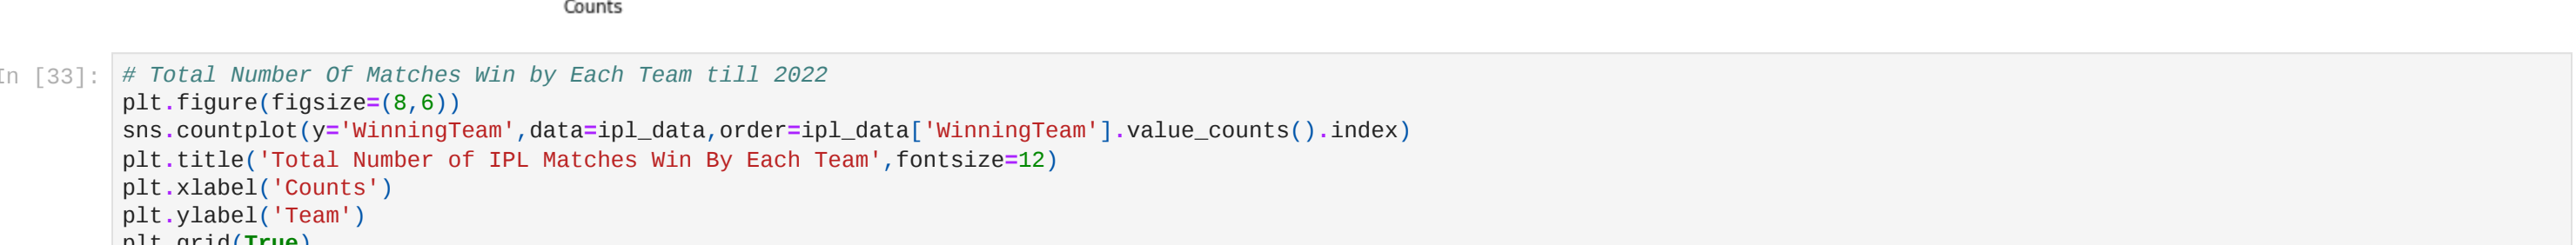 Counts
In [33]:
# Total Number Of Matches Win by Each Team till 2022
plt.figure(figsize=(8,6))
sns.countplot(y='WinningTeam',data=ipl_data,order=ipl_data['WinningTeam'].value_counts().index)
plt.title('Total Number of IPL Matches Win By Each Team',fontsize=12)
plt.xlabel('Counts')
plt.ylabel('Team')
plt.grid(True)